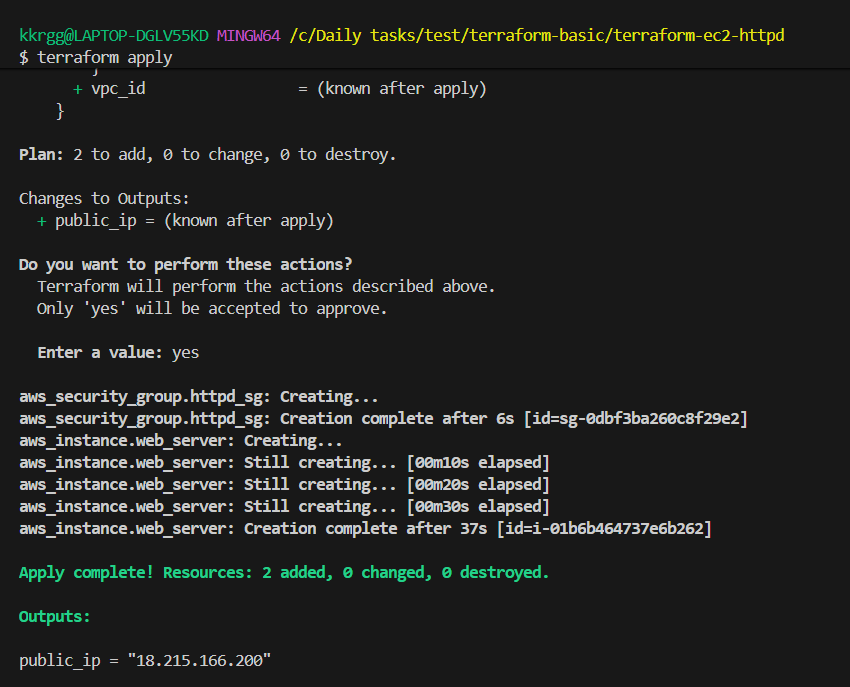 kkrgg@LAPTOP-DGLV55KD MINGW64 /c/Daily tasks/test/terraform-basic/terraform-ec2-httpd
$ terraform apply
+ vpc_id = (known after apply)
}
Plan: 2 to add, 0 to change, 0 to destroy.
Changes to Outputs:
+ public_ip = (known after apply)
Do you want to perform these actions?
Terraform will perform the actions described above.
Only 'yes' will be accepted to approve.
Enter a value: yes
aws_security_group.httpd_sg: Creating...
aws_security_group.httpd_sg: Creation complete after 6s [id=sg-0dbf3ba260c8f29e2]
aws_instance.web_server: Creating...
aws_instance.web_server: Still creating... [00m10s elapsed]
aws_instance.web_server: Still creating... [00m20s elapsed]
aws_instance.web_server: Still creating... [00m30s elapsed]
aws_instance.web_server: Creation complete after 37s [id=i-01b6b464737e6b262]
Apply complete! Resources: 2 added, 0 changed, 0 destroyed.
Outputs:
public_ip = "18.215.166.200"